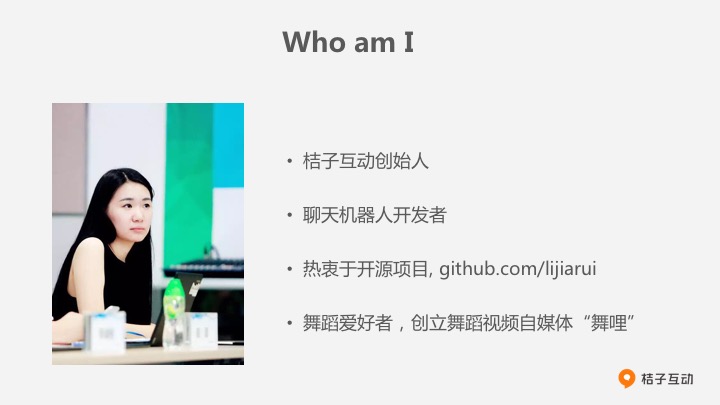 Who am I
• 桔子互动创始人
• 聊天机器人开发者
• 热衷于开源项目, github.com/lijiarui
• 舞蹈爱好者，创立舞蹈视频自媒体“舞哩”
桔子互动